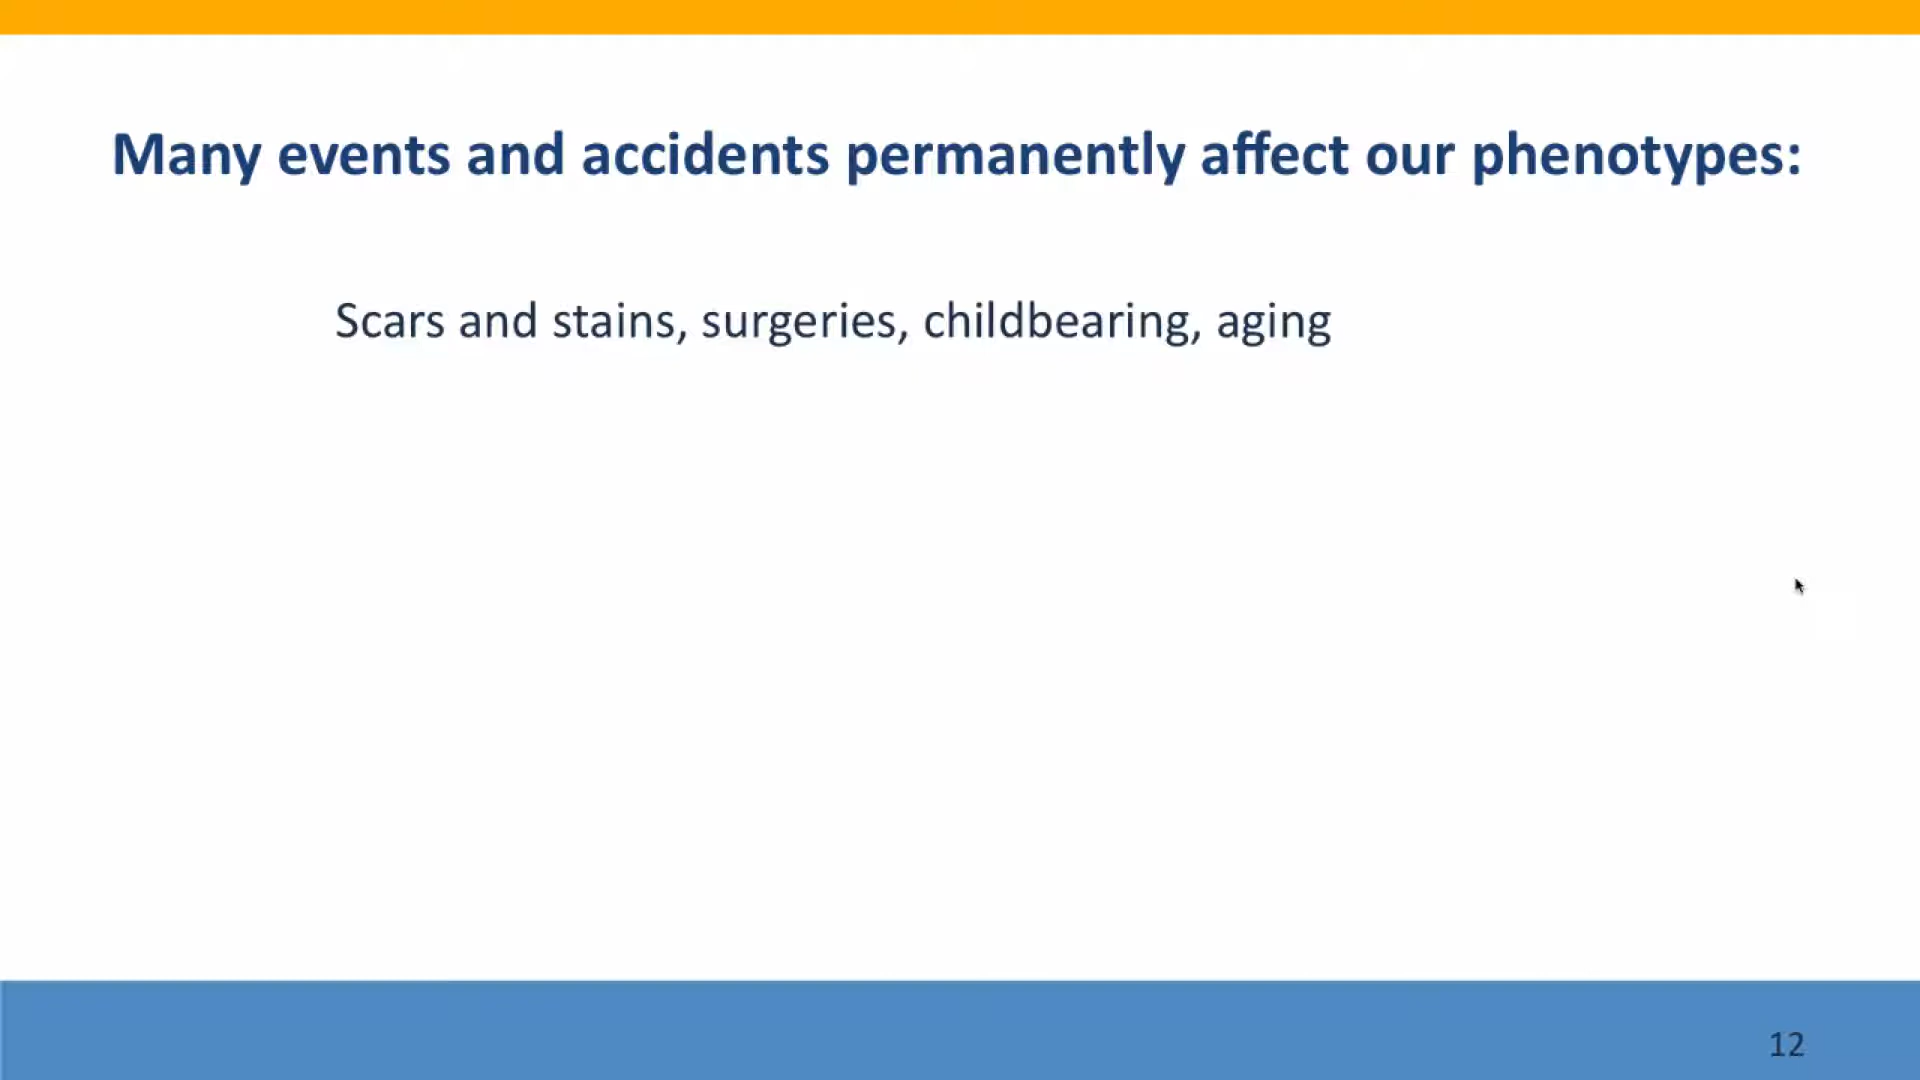 Many events and accidents permanently affect our phenotypes:
Scars and stains, surgeries, childbearing, aging
12